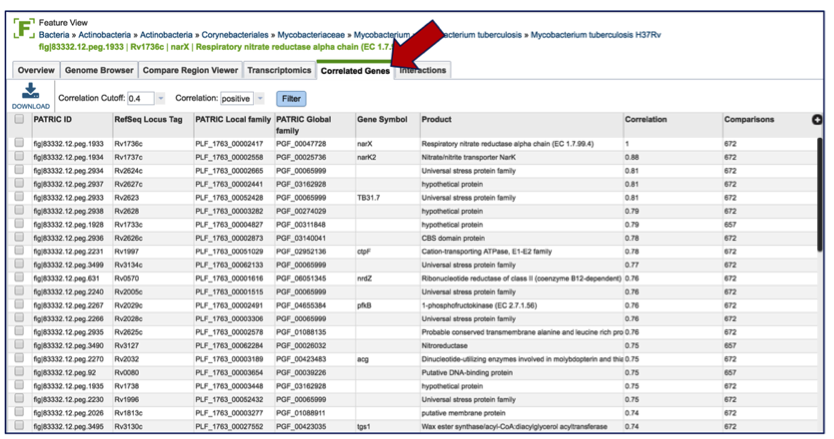 Feature View
Bacteria » Actinobacteria » Actinobacteria » Corynebacteriales » Mycobacteriaceae » Mycobacterium bacterium tuberculosis » Mycobacterium tuberculosis H37Rv
fig|83332.12.peg.1933 | Rv1736c | narX | Respiratory nitrate reductase alpha chain (EC 1.7.
Overview Genome Browser Compare Region Viewer Transcriptomics Correlated Genes Interactions
DOWNLOAD Correlation Cutoff: 0.4 Correlation: positive Filter
PATRIC ID RefSeq Locus Tag PATRIC Local family PATRIC Global family Gene Symbol Product Correlation Comparisons
fig|83332.12.peg.1933 Rv1736c PLF_1763_00002417 PGF_00047728 narX Respiratory nitrate reductase alpha chain (EC 1.7.99.4) 1 672
fig|83332.12.peg.1934 Rv1737c PLF_1763_00002558 PGF_00025736 narK2 Nitrate/nitrite transporter NarK 0.88 672
fig|83332.12.peg.2934 Rv2624c PLF_1763_00002665 PGF_00065999 Universal stress protein family 0.81 672
fig|83332.12.peg.2937 Rv2627c PLF_1763_00002441 PGF_03162928 hypothetical protein 0.81 672
fig|83332.12.peg.2933 Rv2623 PLF_1763_00052428 PGF_00065999 TB31.7 Universal stress protein family 0.81 672
fig|83332.12.peg.2938 Rv2628 PLF_1763_00003282 PGF_00274029 hypothetical protein 0.79 672
fig|83332.12.peg.1928 Rv1733c PLF_1763_00004827 PGF_00311848 hypothetical protein 0.79 657
fig|83332.12.peg.2936 Rv2626c PLF_1763_00002873 PGF_03140041 CBS domain protein 0.78 672
fig|83332.12.peg.2231 Rv1997 PLF_1763_00051029 PGF_02952136 ctpF Cation-transporting ATPase, E1-E2 family 0.78 672
fig|83332.12.peg.3499 Rv3134c PLF_1763_00062133 PGF_00065999 Universal stress protein family 0.77 672
fig|83332.12.peg.631 Rv0570 PLF_1763_00001616 PGF_06051345 nrdZ Ribonucleotide reductase of class II (coenzyme B12-dependent) 0.76 672
fig|83332.12.peg.2240 Rv2005c PLF_1763_00001515 PGF_00065999 Universal stress protein family 0.76 672
fig|83332.12.peg.2267 Rv2029c PLF_1763_00002491 PGF_04655384 pfkB 1-phosphofructokinase (EC 2.7.1.56) 0.76 672
fig|83332.12.peg.2266 Rv2028c PLF_1763_00003306 PGF_00065999 Universal stress protein family 0.76 672
fig|83332.12.peg.2935 Rv2625c PLF_1763_00002578 PGF_01088135 Probable conserved transmembrane alanine and leucine rich pro 0.76 672
fig|83332.12.peg.3490 Rv3127 PLF_1763_00062284 PGF_00026032 Nitroreductase 0.75 657
fig|83332.12.peg.2270 Rv2032 PLF_1763_00003189 PGF_00423483 acg Dinucleotide-utilizing enzymes involved in molybdopterin and thia 0.75 672
fig|83332.12.peg.92 Rv0080 PLF_1763_00003654 PGF_00039226 Putative DNA-binding protein 0.75 657
fig|83332.12.peg.1935 Rv1738 PLF_1763_00003448 PGF_03162928 hypothetical protein 0.75 672
fig|83332.12.peg.2230 Rv1996 PLF_1763_00052432 PGF_00065999 Universal stress protein family 0.75 672
fig|83332.12.peg.2026 Rv1813c PLF_1763_00003277 PGF_01088911 putative membrane protein 0.74 672
fig|83332.12.peg.3495 Rv3130c PLF_1763_00027552 PGF_00423035 tgs1 Wax ester synthase/acyl-CoA:diacylglycerol acyltransferase 0.74 672